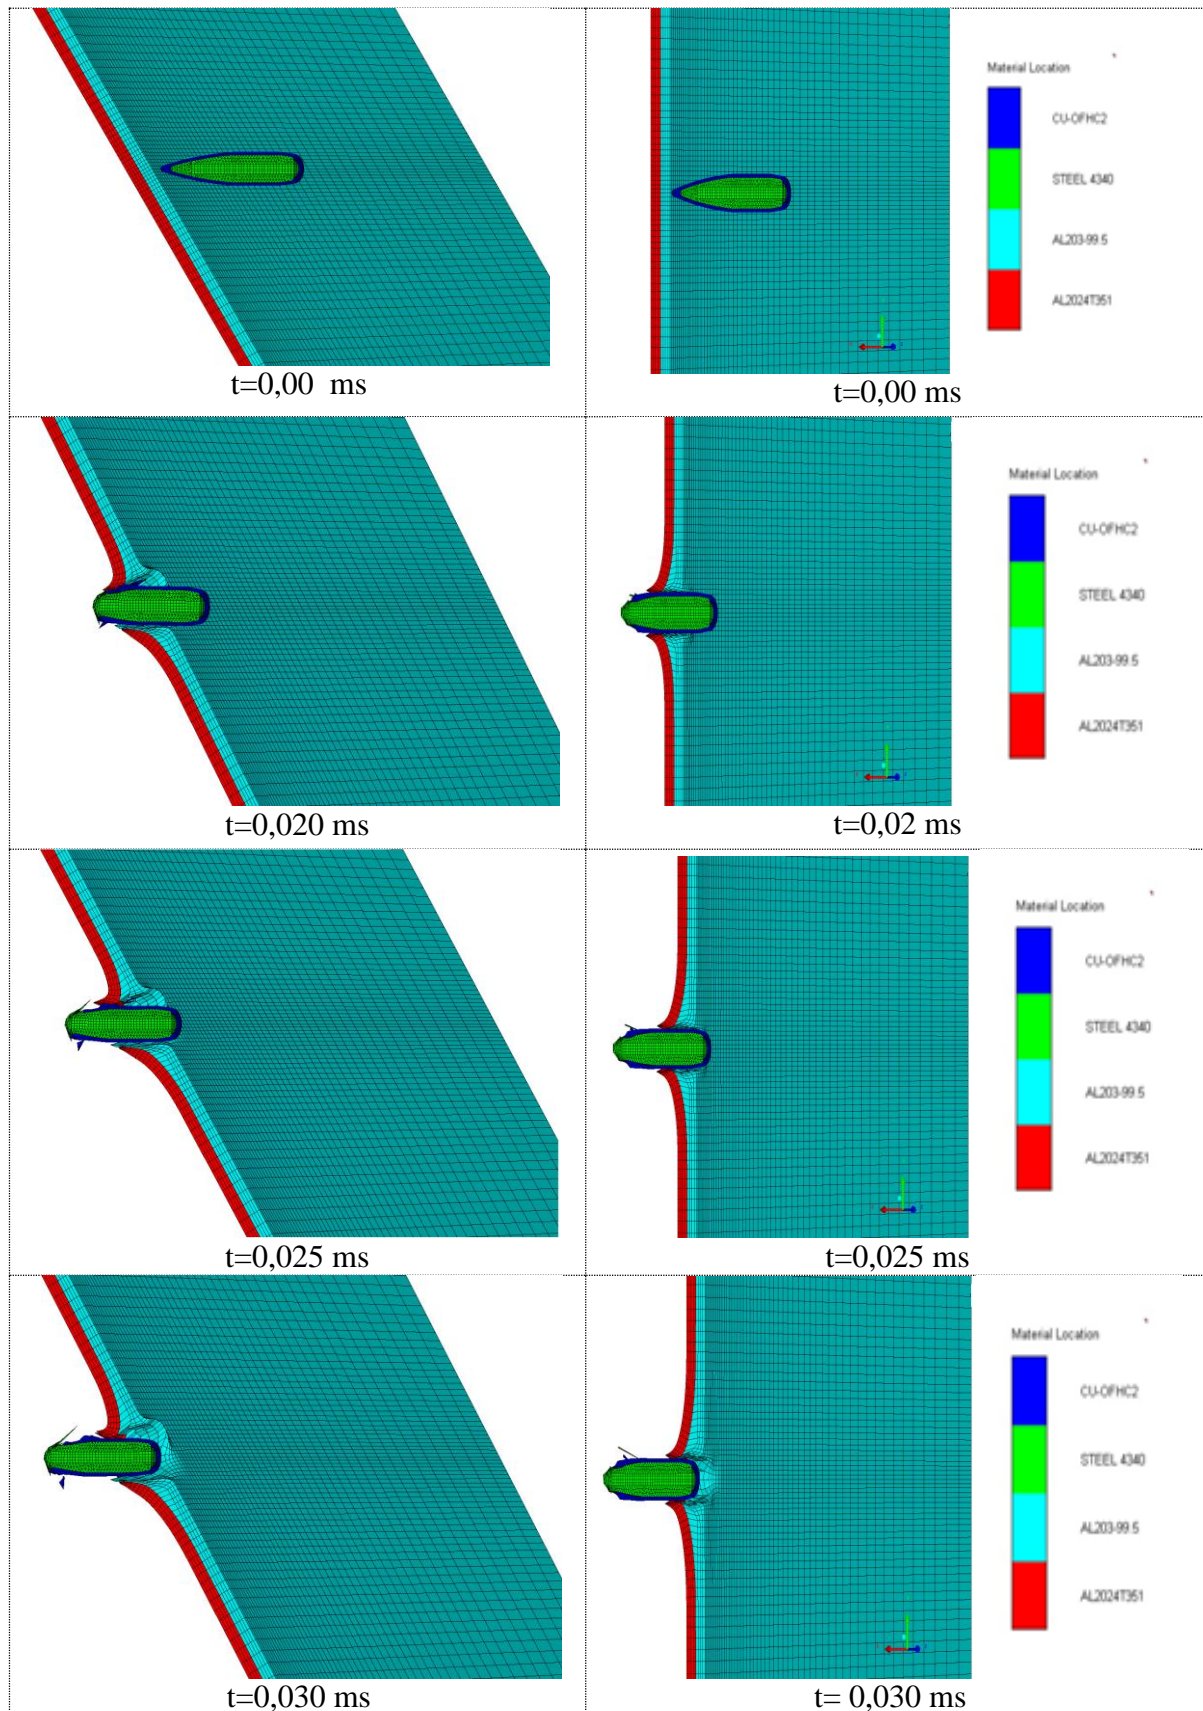 Material Location
CU-OFHC2
STEEL 4340
AL203-99.5
AL2024T351
t=0,00 ms
t=0,00 ms
Material Location
CU-OFHC2
STEEL 4340
AL203-99.5
AL2024T351
t=0,020 ms
t=0,02 ms
Material Location
CU-OFHC2
STEEL 4340
AL203-99.5
AL2024T351
t=0,025 ms
t=0,025 ms
Material Location
CU-OFHC2
STEEL 4340
AL203-99.5
AL2024T351
t=0,030 ms
t= 0,030 ms